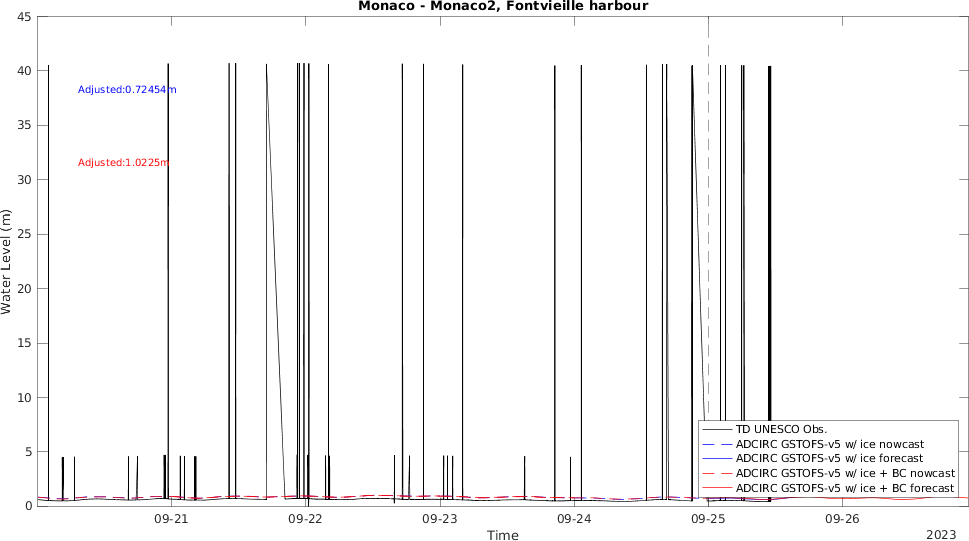 Monaco - Monaco2, Fontvieille harbour
45
40
35
30
25
20
15
10
5
0
Water Level (m)
Adjusted:0.72454m
Adjusted:1.0225m
TD UNESCO Obs.
ADCIRC GSTOFS-v5 w/ ice nowcast
ADCIRC GSTOFS-v5 w/ ice forecast
ADCIRC GSTOFS-v5 w/ ice + BC nowcast
ADCIRC GSTOFS-v5 w/ ice + BC forecast
09-21 09-22 09-23 09-24 09-25 09-26
Time
2023